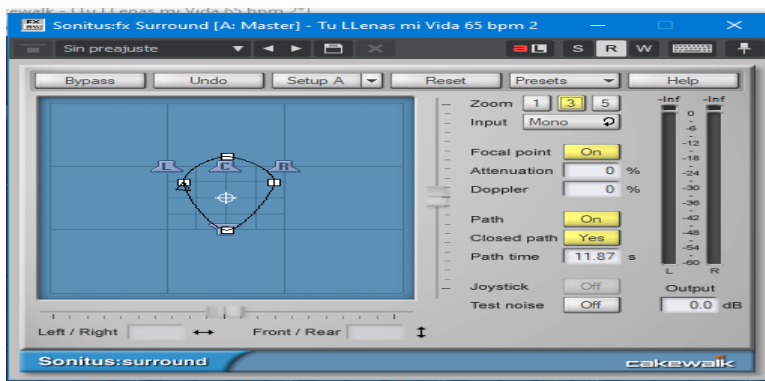 Sonitus:fx Surround [A: Master] - Tu LLenas mi Vida 65 bpm 2
Sin preajuste S R W
Bypass Undo Setup A Reset Presets Help
Zoom 1 3 5
Input Mono
Focal point On
Attenuation 0 %
Doppler 0 %
Path On
Closed path Yes
Path time 11.87 s
Joystick Off
Test noise Off
L C R
-Inf -Inf
0
-6
-12
-18
-24
-30
-36
-42
-48
-54
-60
L R
Output
0.0 dB
Left / Right Front / Rear
Sonitus:surround cakewalk